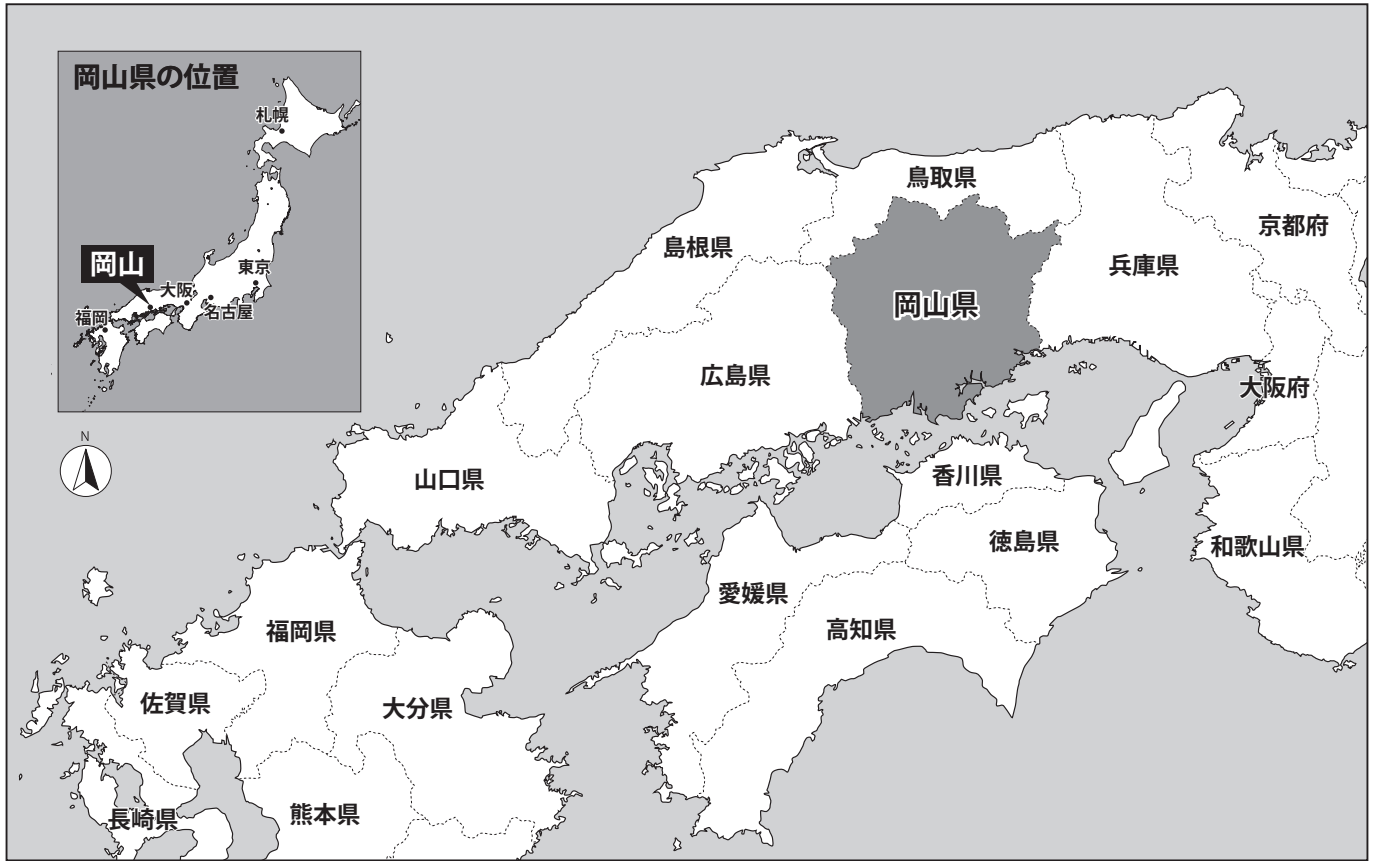 岡山県の位置
札幌
岡山
東京
大阪
名古屋
福岡
N
鳥取県
島根県
京都府
兵庫県
岡山県
広島県
大阪府
山口県
香川県
徳島県
和歌山県
愛媛県
高知県
福岡県
佐賀県
大分県
長崎県
熊本県